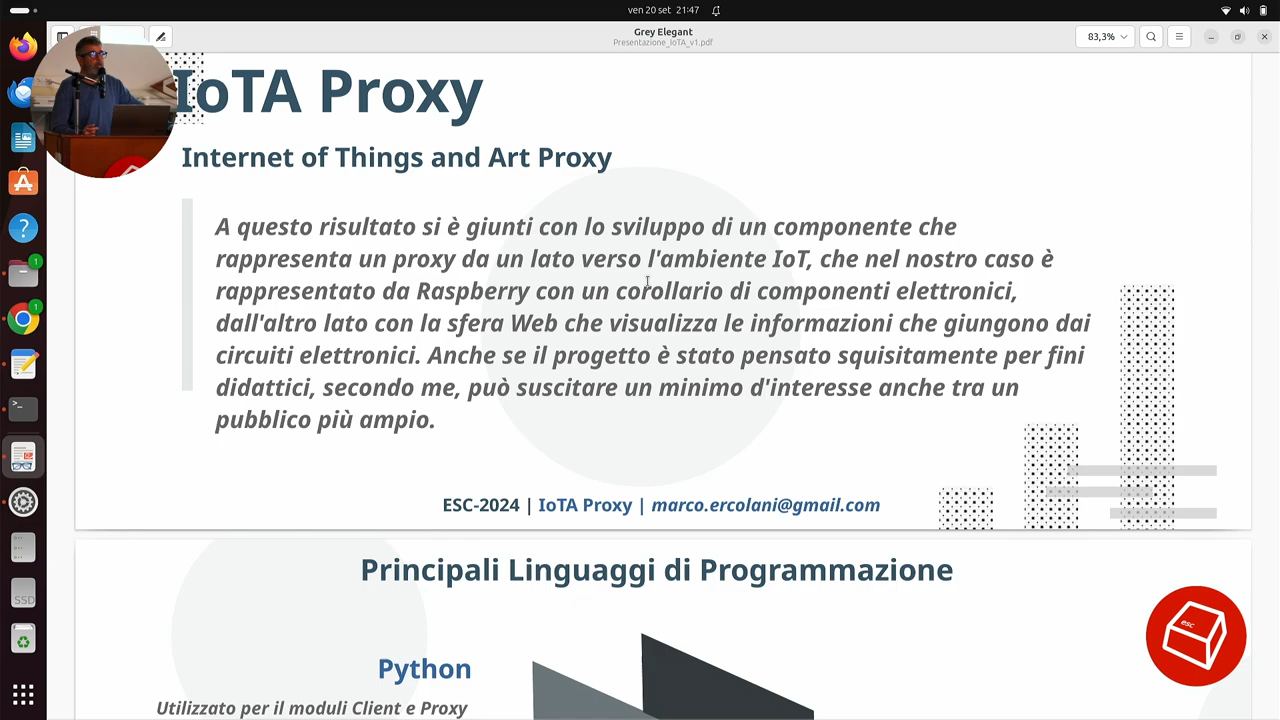 ven 20 set 21:47
Grey Elegant
Presentazione_IoTA_v1.pdf
83,3%
IoTA Proxy
Internet of Things and Art Proxy
A questo risultato si è giunti con lo sviluppo di un componente che
rappresenta un proxy da un lato verso l'ambiente IoT, che nel nostro caso è
rappresentato da Raspberry con un corollario di componenti elettronici,
dall'altro lato con la sfera Web che visualizza le informazioni che giungono dai
circuiti elettronici. Anche se il progetto è stato pensato squisitamente per fini
didattici, secondo me, può suscitare un minimo d'interesse anche tra un
pubblico più ampio.
ESC-2024 | IoTA Proxy | marco.ercolani@gmail.com
Principali Linguaggi di Programmazione
Python
Utilizzato per il moduli Client e Proxy
esc
SSD
1
1